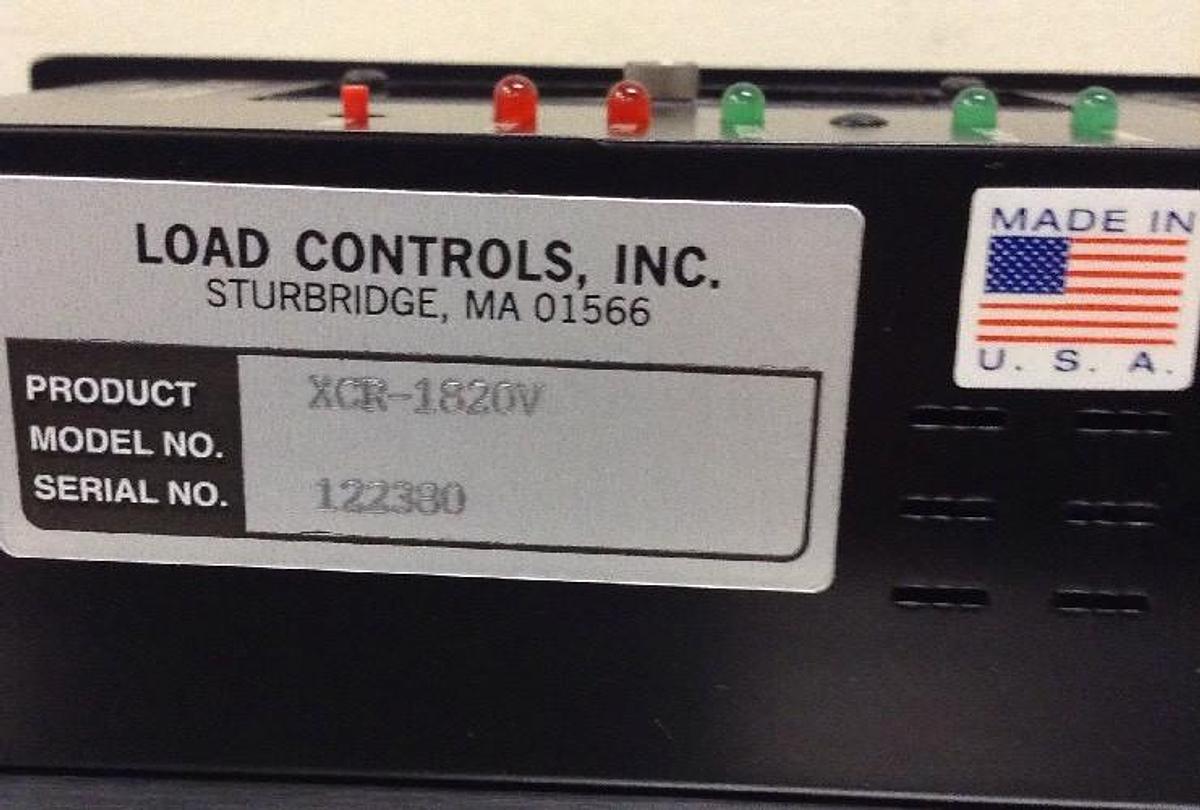 LOAD CONTROLS, INC.
STURBRIDGE, MA 01566
PRODUCT XCR-1820V
MODEL NO.
SERIAL NO. 122380
MADE IN
U. S. A.